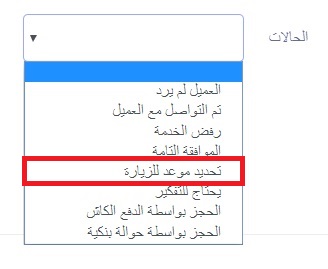 الحالات
العميل لم يرد
تم التواصل مع العميل
رفض الخدمة
الموافقة التامة
تحديد موعد للزيارة
يحتاج للتفكير
الحجز بواسطة الدفع الكاش
الحجز بواسطة حوالة بنكية